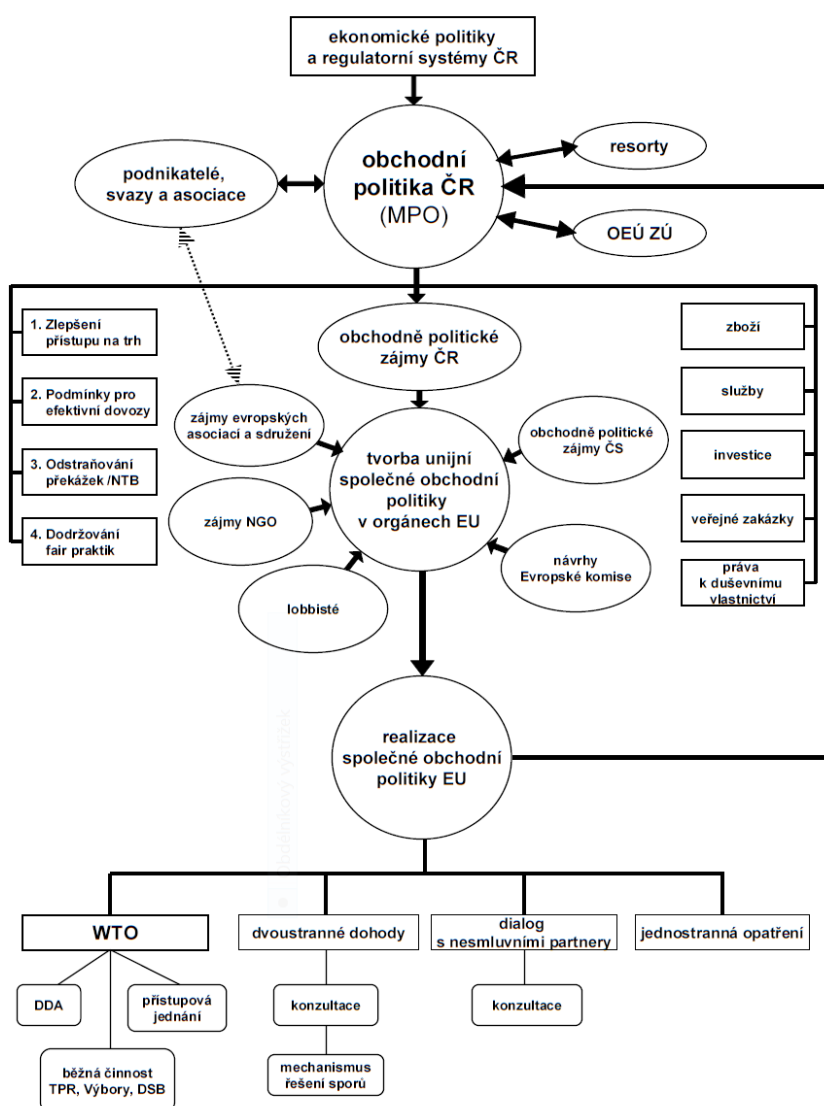 ekonomické politiky
a regulatorní systémy ČR
obchodní
politika ČR
(MPO)
resorty
podnikatelé,
svazy a asociace
OEÚ ZÚ
1. Zlepšení
přístupu na trh
2. Podmínky pro
efektivní dovozy
3. Odstraňování
překážek /NTB
4. Dodržování
fair praktik
obchodně politické
zájmy ČR
zájmy evropských
asociací a sdružení
zájmy NGO
lobbisté
tvorba unijní
společné obchodní
politiky
v orgánech EU
obchodně politické
zájmy ČS
návrhy
Evropské komise
zboží
služby
investice
veřejné zakázky
práva
k duševnímu
vlastnictví
realizace
společné obchodní
politiky EU
WTO
dvoustranné dohody
dialog
s nesmluvními partnery
jednostranná opatření
DDA
přístupová
jednání
běžná činnost
TPR, Výbory, DSB
konzultace
mechanismus
řešení sporů
konzultace